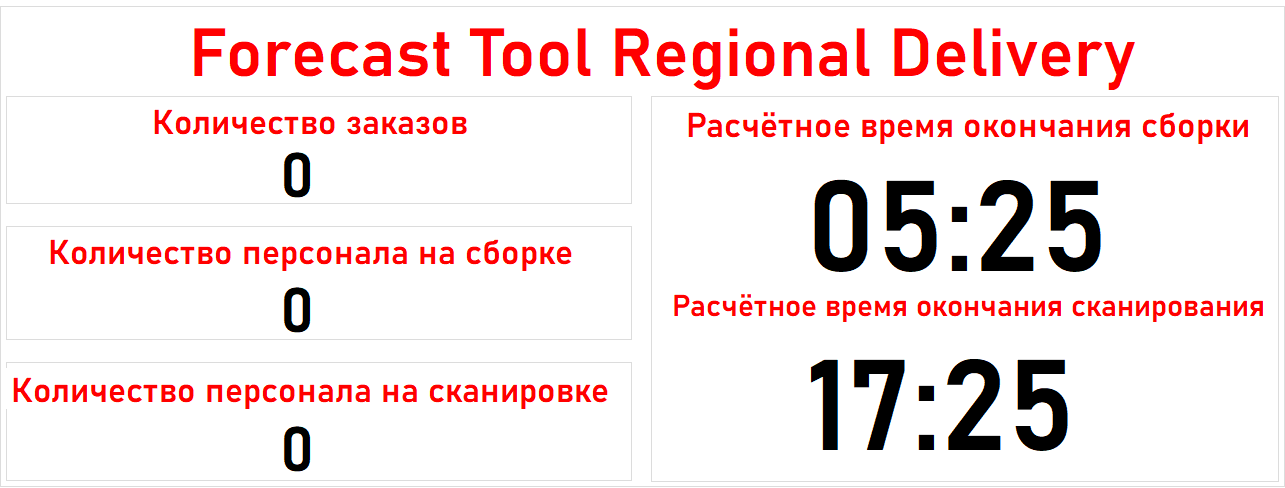 Forecast Tool Regional Delivery
Количество заказов
0
Количество персонала на сборке
0
Количество персонала на сканировке
0
Расчётное время окончания сборки
05:25
Расчётное время окончания сканирования
17:25